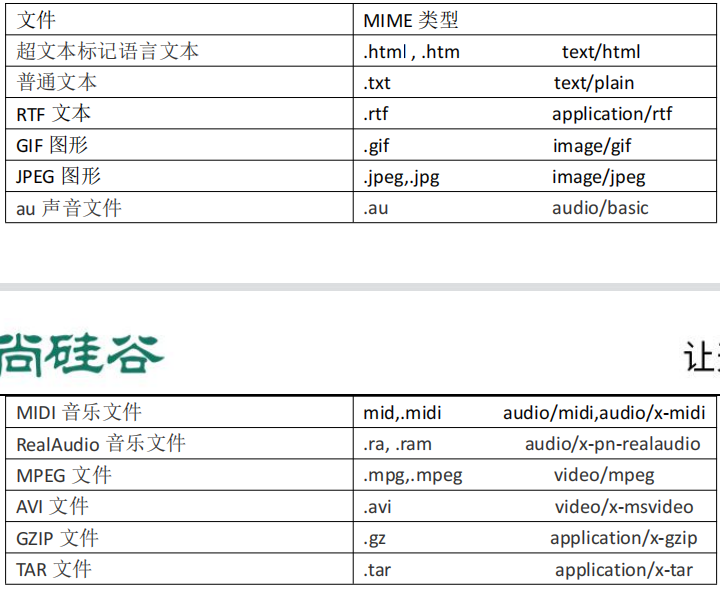 文件 MIME 类型
超文本标记语言文本 .html , .htm text/html
普通文本 .txt text/plain
RTF 文本 .rtf application/rtf
GIF 图形 .gif image/gif
JPEG 图形 .jpeg,.jpg image/jpeg
au 声音文件 .au audio/basic
尚硅谷 让
MIDI 音乐文件 mid,.midi audio/midi,audio/x-midi
RealAudio 音乐文件 .ra, .ram audio/x-pn-realaudio
MPEG 文件 .mpg,.mpeg video/mpeg
AVI 文件 .avi video/x-msvideo
GZIP 文件 .gz application/x-gzip
TAR 文件 .tar application/x-tar